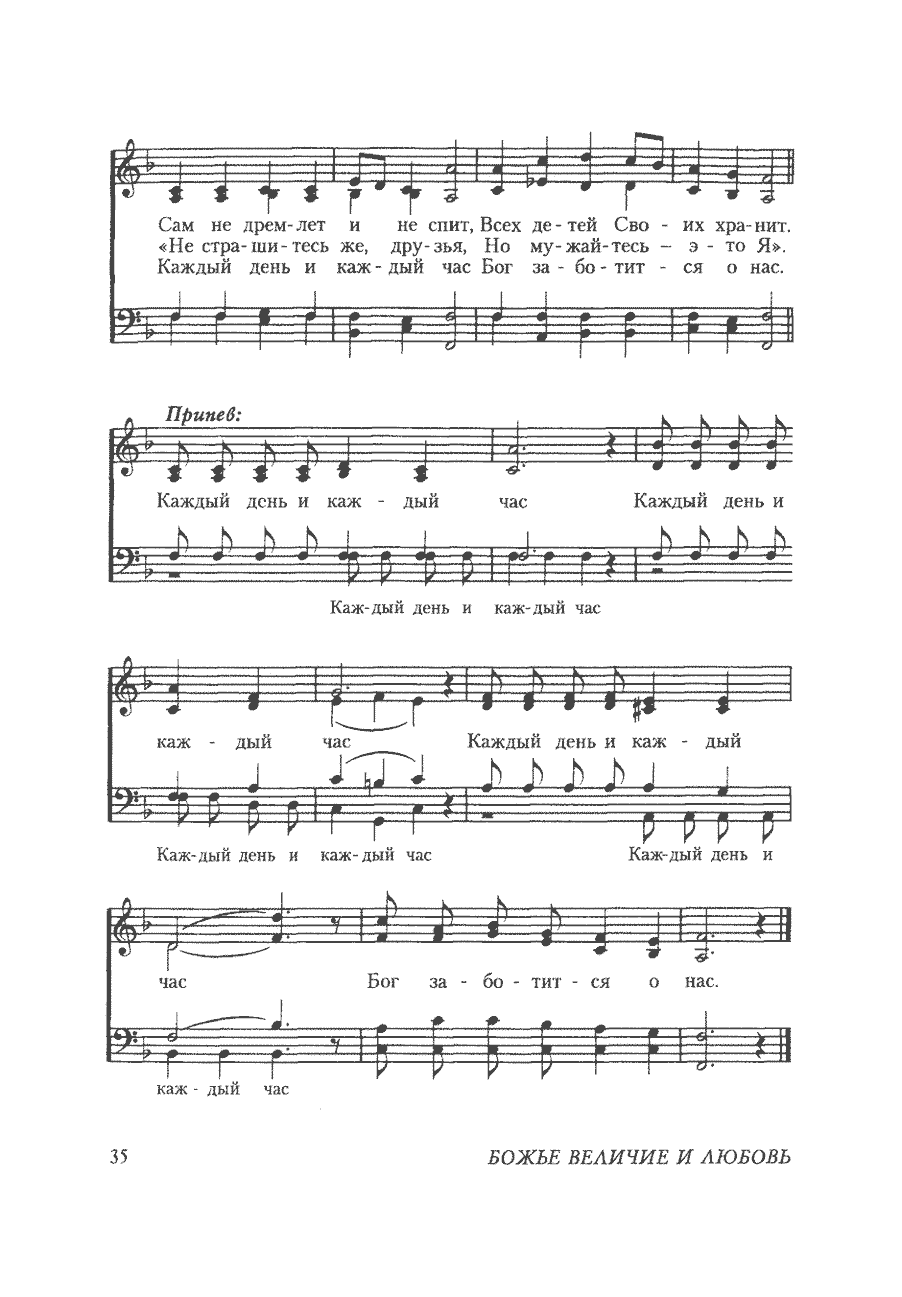 Сам не дрем-лет и не спит, Всех де-тей Сво - их хра-нит.
«Не стра-ши-тесь же, дру-зья, Но му-жай-тесь – э - то Я».
Каждый день и каж-дый час Бог за-бо-тит - ся о нас.
Припев:
Каждый день и каж - дый час Каждый день и
Каж-дый день и каж-дый час
каж - дый час Каждый день и каж - дый
Каж-дый день и каж-дый час Каж-дый день и
час Бог за - бо - тит - ся о нас.
каж - дый час
35 БОЖЬЕ ВЕЛИЧИЕ И ЛЮБОВЬ